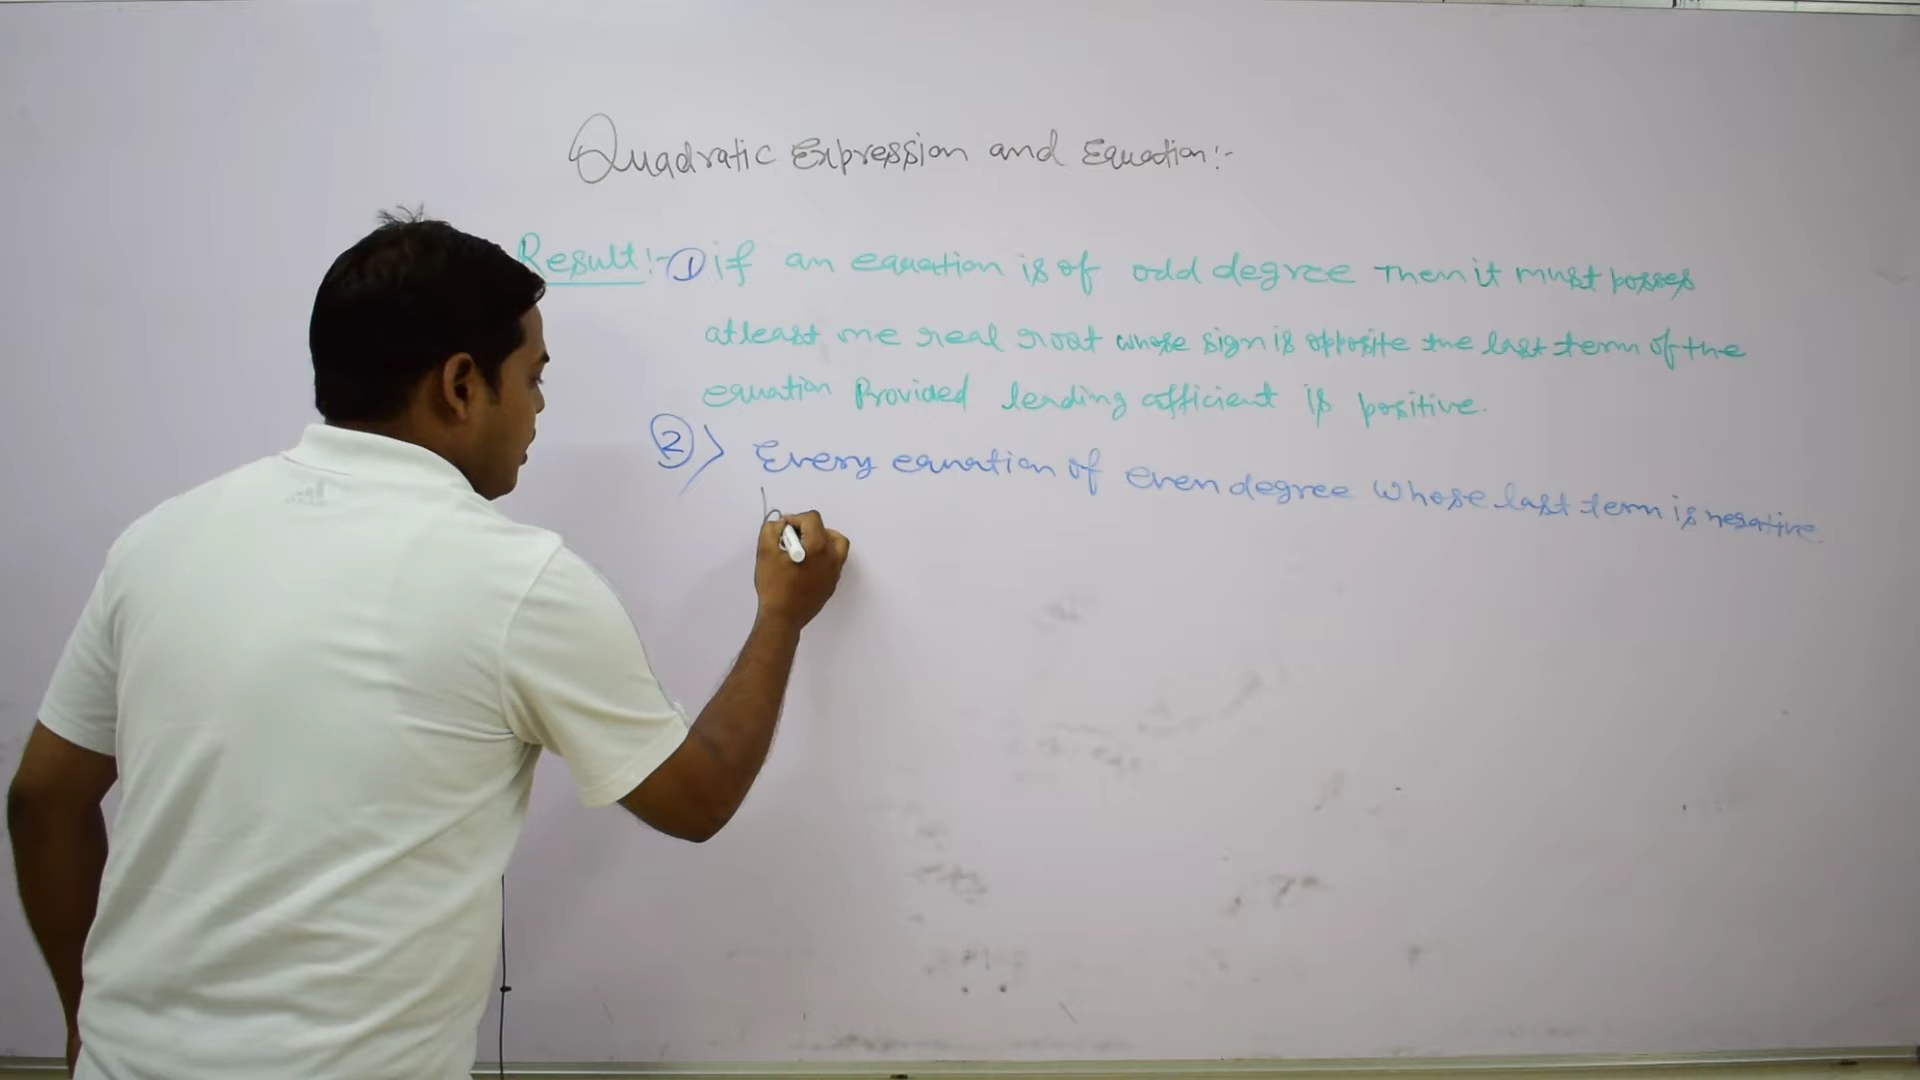 Quadratic Expression and Equation:-
Result:- ① if an equation is of odd degree Then it must posses
atleast one real root whose sign is opposite the last term of the
equation Provided leading cofficient is positive.
② > Every equation of even degree whose last term is negative
h